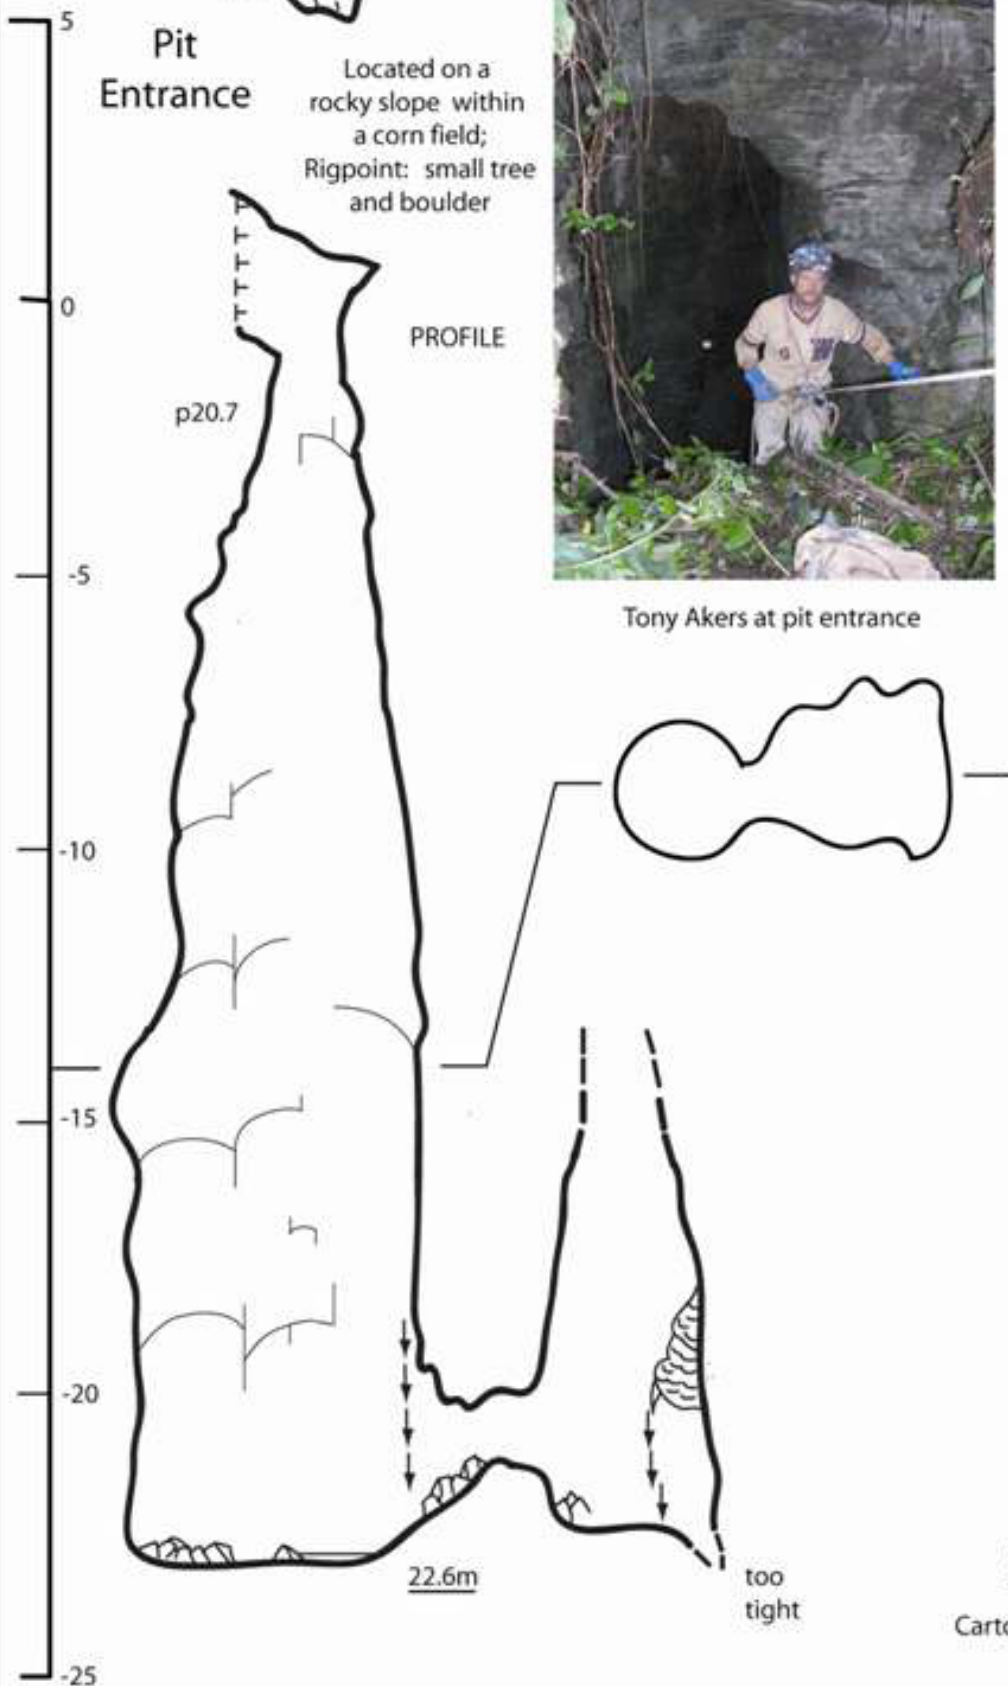 5
Pit
Entrance
Located on a
rocky slope within
a corn field;
Rigpoint: small tree
and boulder
0
PROFILE
p20.7
-5
Tony Akers at pit entrance
-10
-15
-20
22.6m
too
tight
Carto
-25